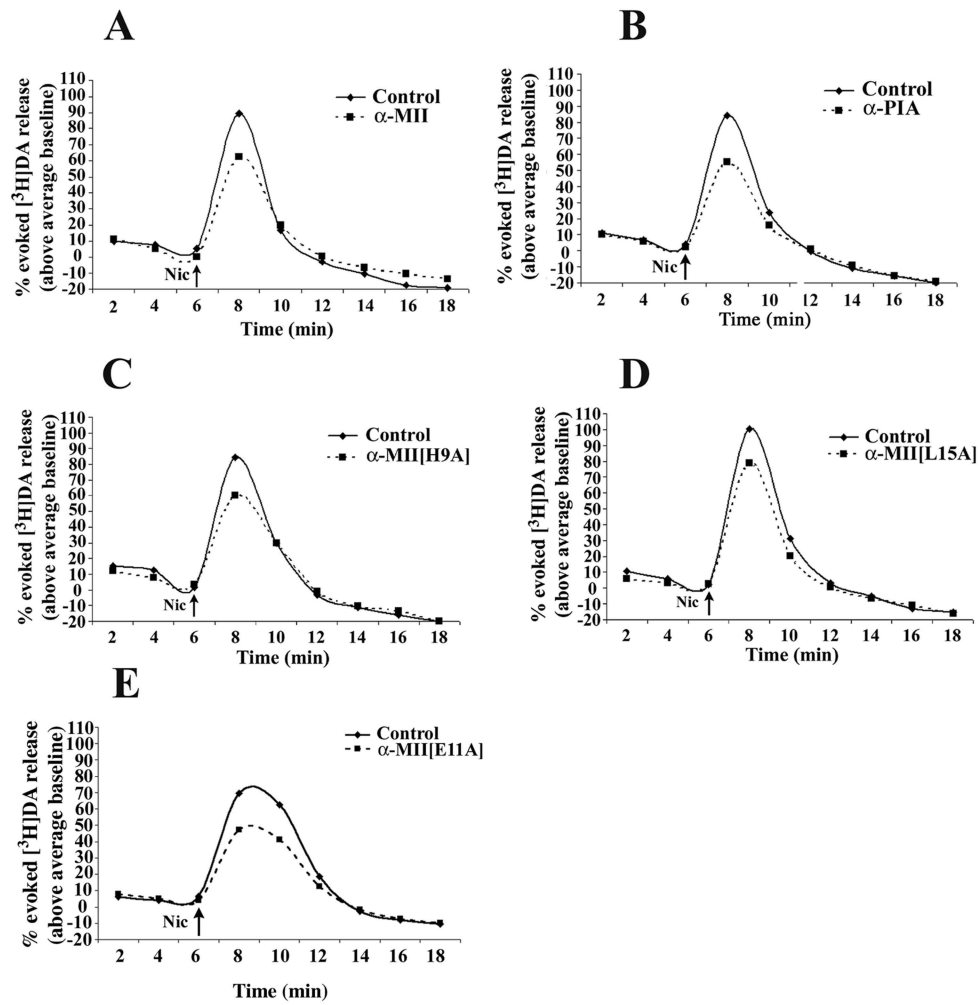 A
% evoked [³H]DA release
(above average baseline)
110
100
90
80
70
60
50
40
30
20
10
0
-10
-20
Control
α-MII
Nic
2 4 6 8 10 12 14 16 18
Time (min)
B
% evoked [³H]DA release
(above average baseline)
110
100
90
80
70
60
50
40
30
20
10
0
-10
-20
Control
α-PIA
Nic
2 4 6 8 10 12 14 16 18
Time (min)
C
% evoked [³H]DA release
(above average baseline)
110
100
90
80
70
60
50
40
30
20
10
0
-10
-20
Control
α-MII[H9A]
Nic
2 4 6 8 10 12 14 16 18
Time (min)
D
% evoked [³H]DA release
(above average baseline)
110
100
90
80
70
60
50
40
30
20
10
0
-10
-20
Control
α-MII[L15A]
Nic
2 4 6 8 10 12 14 16 18
Time (min)
E
% evoked [³H]DA release
(above average baseline)
110
100
90
80
70
60
50
40
30
20
10
0
-10
-20
Control
α-MII[E11A]
Nic
2 4 6 8 10 12 14 16 18
Time (min)